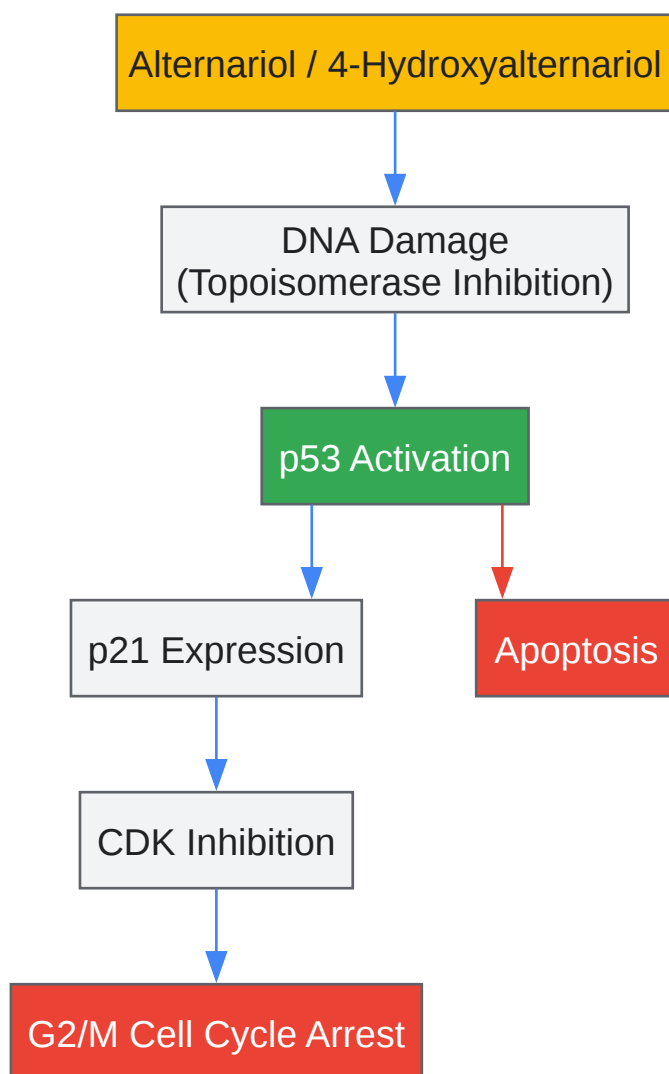 Alternariol / 4-Hydroxyalternariol
DNA Damage
(Topoisomerase Inhibition)
p53 Activation
p21 Expression
Apoptosis
CDK Inhibition
G2/M Cell Cycle Arrest